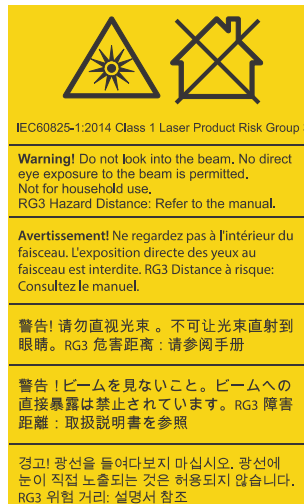 IEC60825-1:2014 Class 1 Laser Product Risk Group
Warning! Do not look into the beam. No direct
eye exposure to the beam is permitted.
Not for household use.
RG3 Hazard Distance: Refer to the manual.
Avertissement! Ne regardez pas à l'intérieur du
faisceau. L'exposition directe des yeux au
faisceau est interdite. RG3 Distance à risque:
Consultez le manuel.
警告! 请勿直视光束 。不可让光束直射到
眼睛。RG3 危害距离：请参阅手册
警告！ビームを見ないこと。ビームへの
直接暴露は禁止されています。RG3 障害
距離：取扱説明書を参照
경고! 광선을 들여다보지 마십시오. 광선에
눈이 직접 노출되는 것은 허용되지 않습니다.
RG3 위험 거리: 설명서 참조